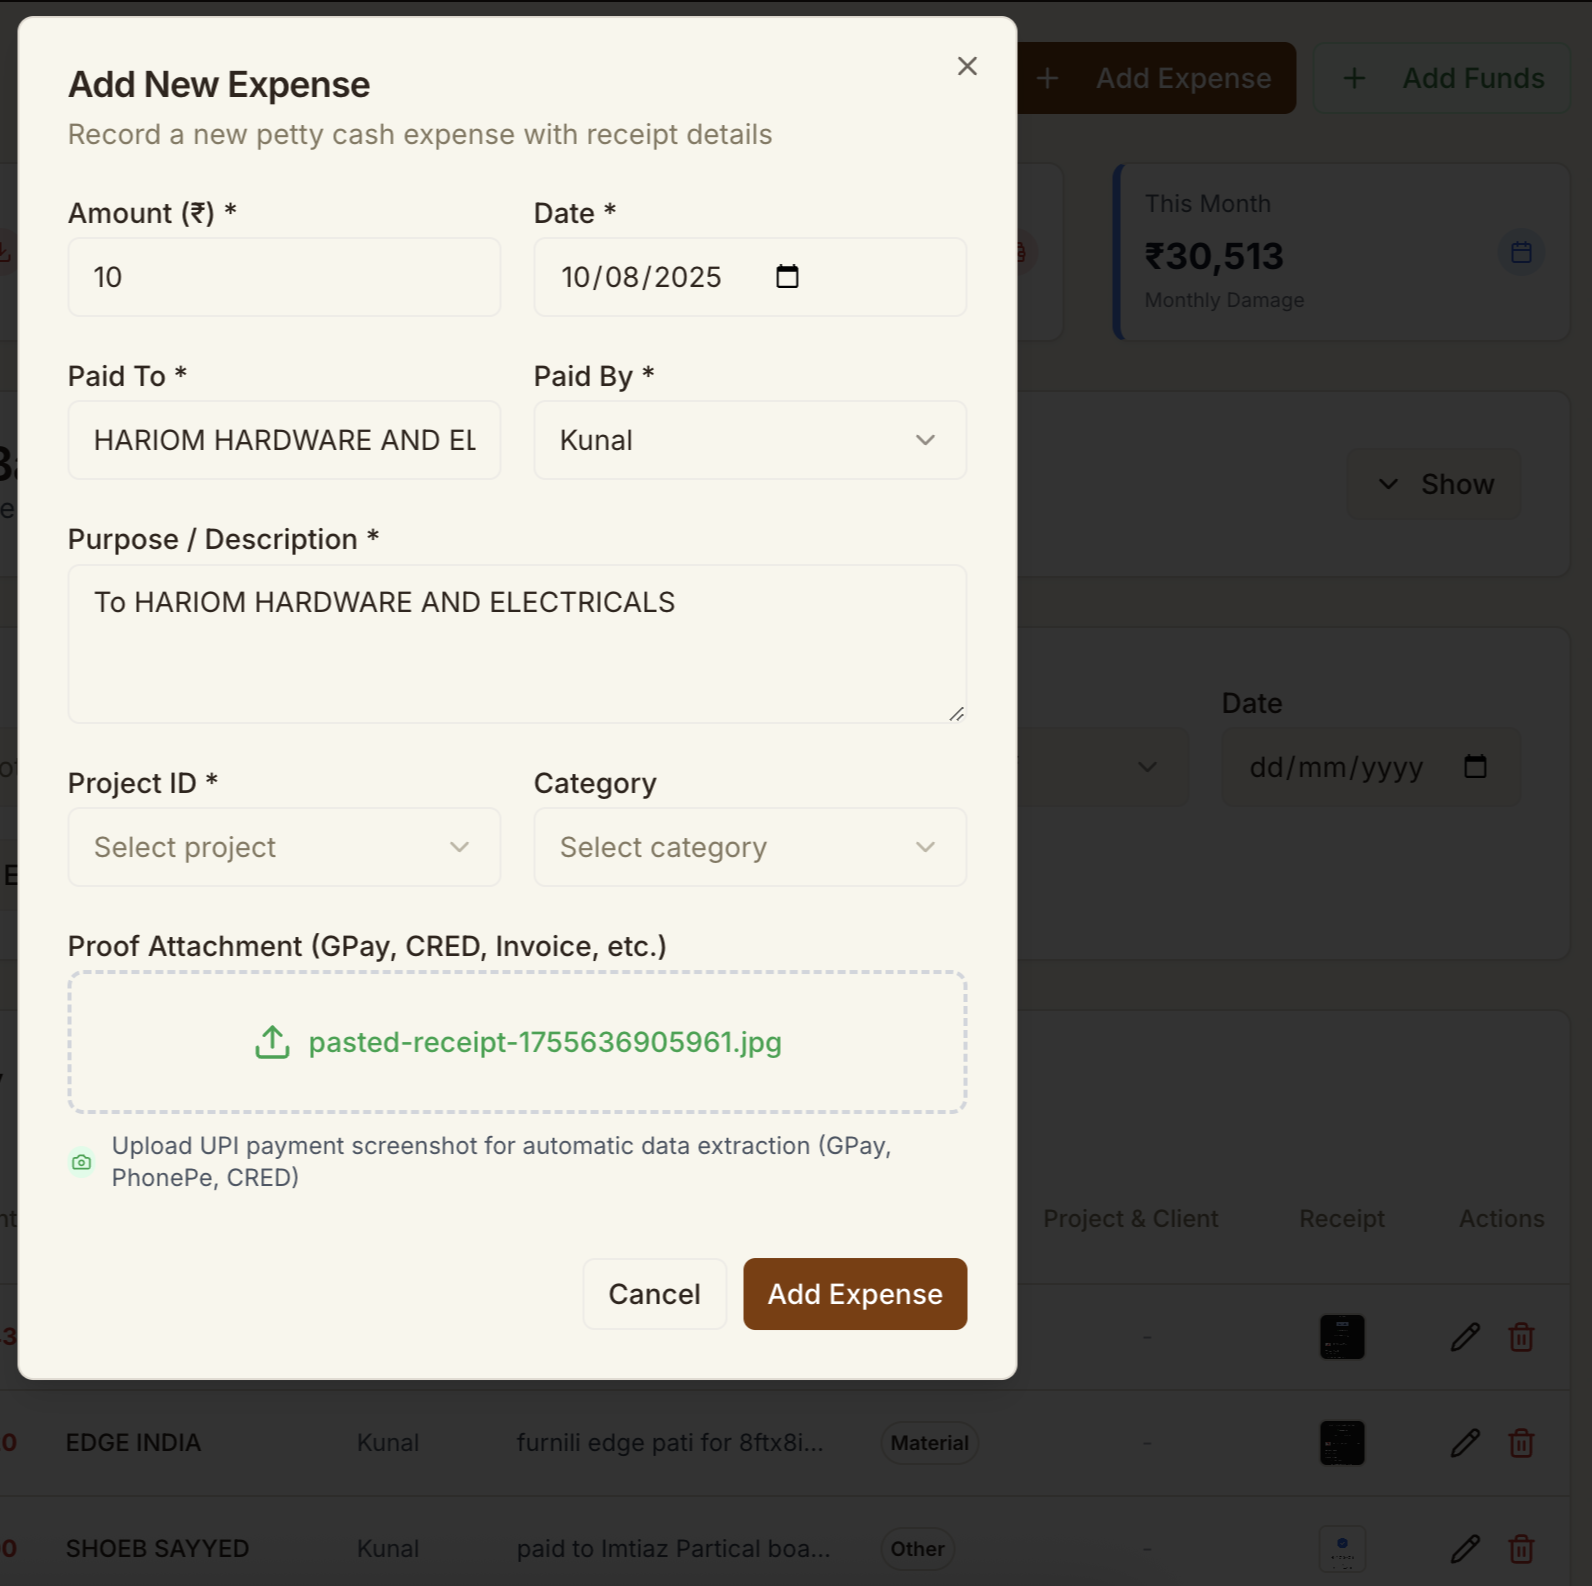 Add New Expense
Record a new petty cash expense with receipt details
Amount (₹) *
Date *
10
10/08/2025
Paid To *
Paid By *
HARIOM HARDWARE AND EL
Kunal
Purpose / Description *
To HARIOM HARDWARE AND ELECTRICALS
Project ID *
Category
Select project
Select category
Proof Attachment (GPay, CRED, Invoice, etc.)
pasted-receipt-1755636905961.jpg
Upload UPI payment screenshot for automatic data extraction (GPay,
PhonePe, CRED)
Cancel
Add Expense
Add Expense
Add Funds
This Month
₹30,513
Monthly Damage
Show
Date
dd/mm/yyyy
Project & Client
Receipt
Actions
-
EDGE INDIA
Kunal
furnili edge pati for 8ftx8i...
Material
-
SHOEB SAYYED
Kunal
paid to Imtiaz Partical boa...
Other
-